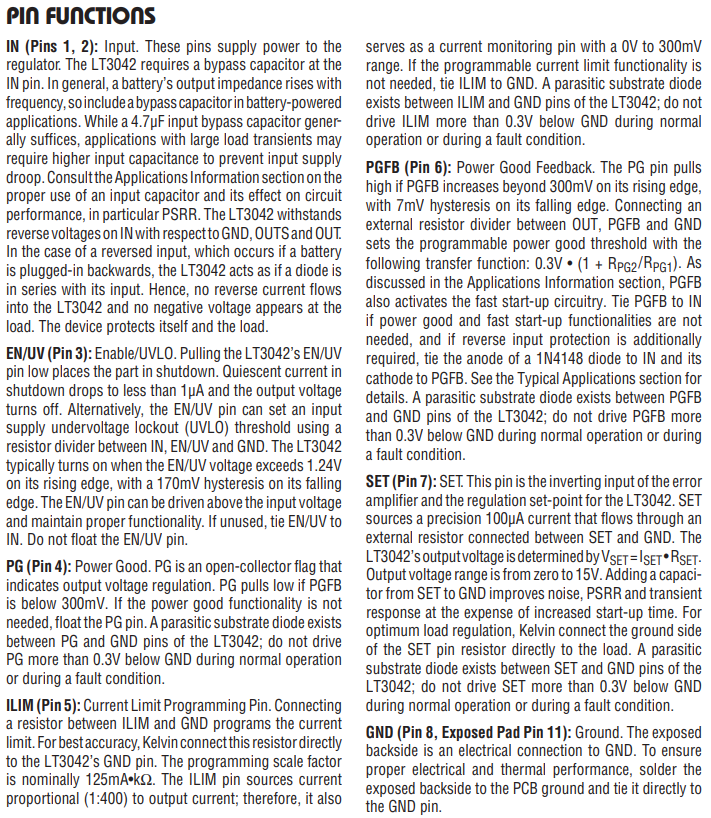 PIN FUNCTIONS
IN (Pins 1, 2): Input. These pins supply power to the
regulator. The LT3042 requires a bypass capacitor at the
IN pin. In general, a battery's output impedance rises with
frequency, so include a bypass capacitor in battery-powered
applications. While a 4.7µF input bypass capacitor gener-
ally suffices, applications with large load transients may
require higher input capacitance to prevent input supply
droop. Consult the Applications Information section on the
proper use of an input capacitor and its effect on circuit
performance, in particular PSRR. The LT3042 withstands
reverse voltages on IN with respect to GND, OUTS and OUT.
In the case of a reversed input, which occurs if a battery
is plugged-in backwards, the LT3042 acts as if a diode is
in series with its input. Hence, no reverse current flows
into the LT3042 and no negative voltage appears at the
load. The device protects itself and the load.
EN/UV (Pin 3): Enable/UVLO. Pulling the LT3042's EN/UV
pin low places the part in shutdown. Quiescent current in
shutdown drops to less than 1µA and the output voltage
turns off. Alternatively, the EN/UV pin can set an input
supply undervoltage lockout (UVLO) threshold using a
resistor divider between IN, EN/UV and GND. The LT3042
typically turns on when the EN/UV voltage exceeds 1.24V
on its rising edge, with a 170mV hysteresis on its falling
edge. The EN/UV pin can be driven above the input voltage
and maintain proper functionality. If unused, tie EN/UV to
IN. Do not float the EN/UV pin.
PG (Pin 4): Power Good. PG is an open-collector flag that
indicates output voltage regulation. PG pulls low if PGFB
is below 300mV. If the power good functionality is not
needed, float the PG pin. A parasitic substrate diode exists
between PG and GND pins of the LT3042; do not drive
PG more than 0.3V below GND during normal operation
or during a fault condition.
ILIM (Pin 5): Current Limit Programming Pin. Connecting
a resistor between ILIM and GND programs the current
limit. For best accuracy, Kelvin connect this resistor directly
to the LT3042's GND pin. The programming scale factor
is nominally 125mA•kΩ. The ILIM pin sources current
proportional (1:400) to output current; therefore, it also
serves as a current monitoring pin with a 0V to 300mV
range. If the programmable current limit functionality is
not needed, tie ILIM to GND. A parasitic substrate diode
exists between ILIM and GND pins of the LT3042; do not
drive ILIM more than 0.3V below GND during normal
operation or during a fault condition.
PGFB (Pin 6): Power Good Feedback. The PG pin pulls
high if PGFB increases beyond 300mV on its rising edge,
with 7mV hysteresis on its falling edge. Connecting an
external resistor divider between OUT, PGFB and GND
sets the programmable power good threshold with the
following transfer function: 0.3V • (1 + RPG2/RPG1). As
discussed in the Applications Information section, PGFB
also activates the fast start-up circuitry. Tie PGFB to IN
if power good and fast start-up functionalities are not
needed, and if reverse input protection is additionally
required, tie the anode of a 1N4148 diode to IN and its
cathode to PGFB. See the Typical Applications section for
details. A parasitic substrate diode exists between PGFB
and GND pins of the LT3042; do not drive PGFB more
than 0.3V below GND during normal operation or during
a fault condition.
SET (Pin 7): SET. This pin is the inverting input of the error
amplifier and the regulation set-point for the LT3042. SET
sources a precision 100µA current that flows through an
external resistor connected between SET and GND. The
LT3042's output voltage is determined by VSET = ISET • RSET.
Output voltage range is from zero to 15V. Adding a capaci-
tor from SET to GND improves noise, PSRR and transient
response at the expense of increased start-up time. For
optimum load regulation, Kelvin connect the ground side
of the SET pin resistor directly to the load. A parasitic
substrate diode exists between SET and GND pins of the
LT3042; do not drive SET more than 0.3V below GND
during normal operation or during a fault condition.
GND (Pin 8, Exposed Pad Pin 11): Ground. The exposed
backside is an electrical connection to GND. To ensure
proper electrical and thermal performance, solder the
exposed backside to the PCB ground and tie it directly to
the GND pin.